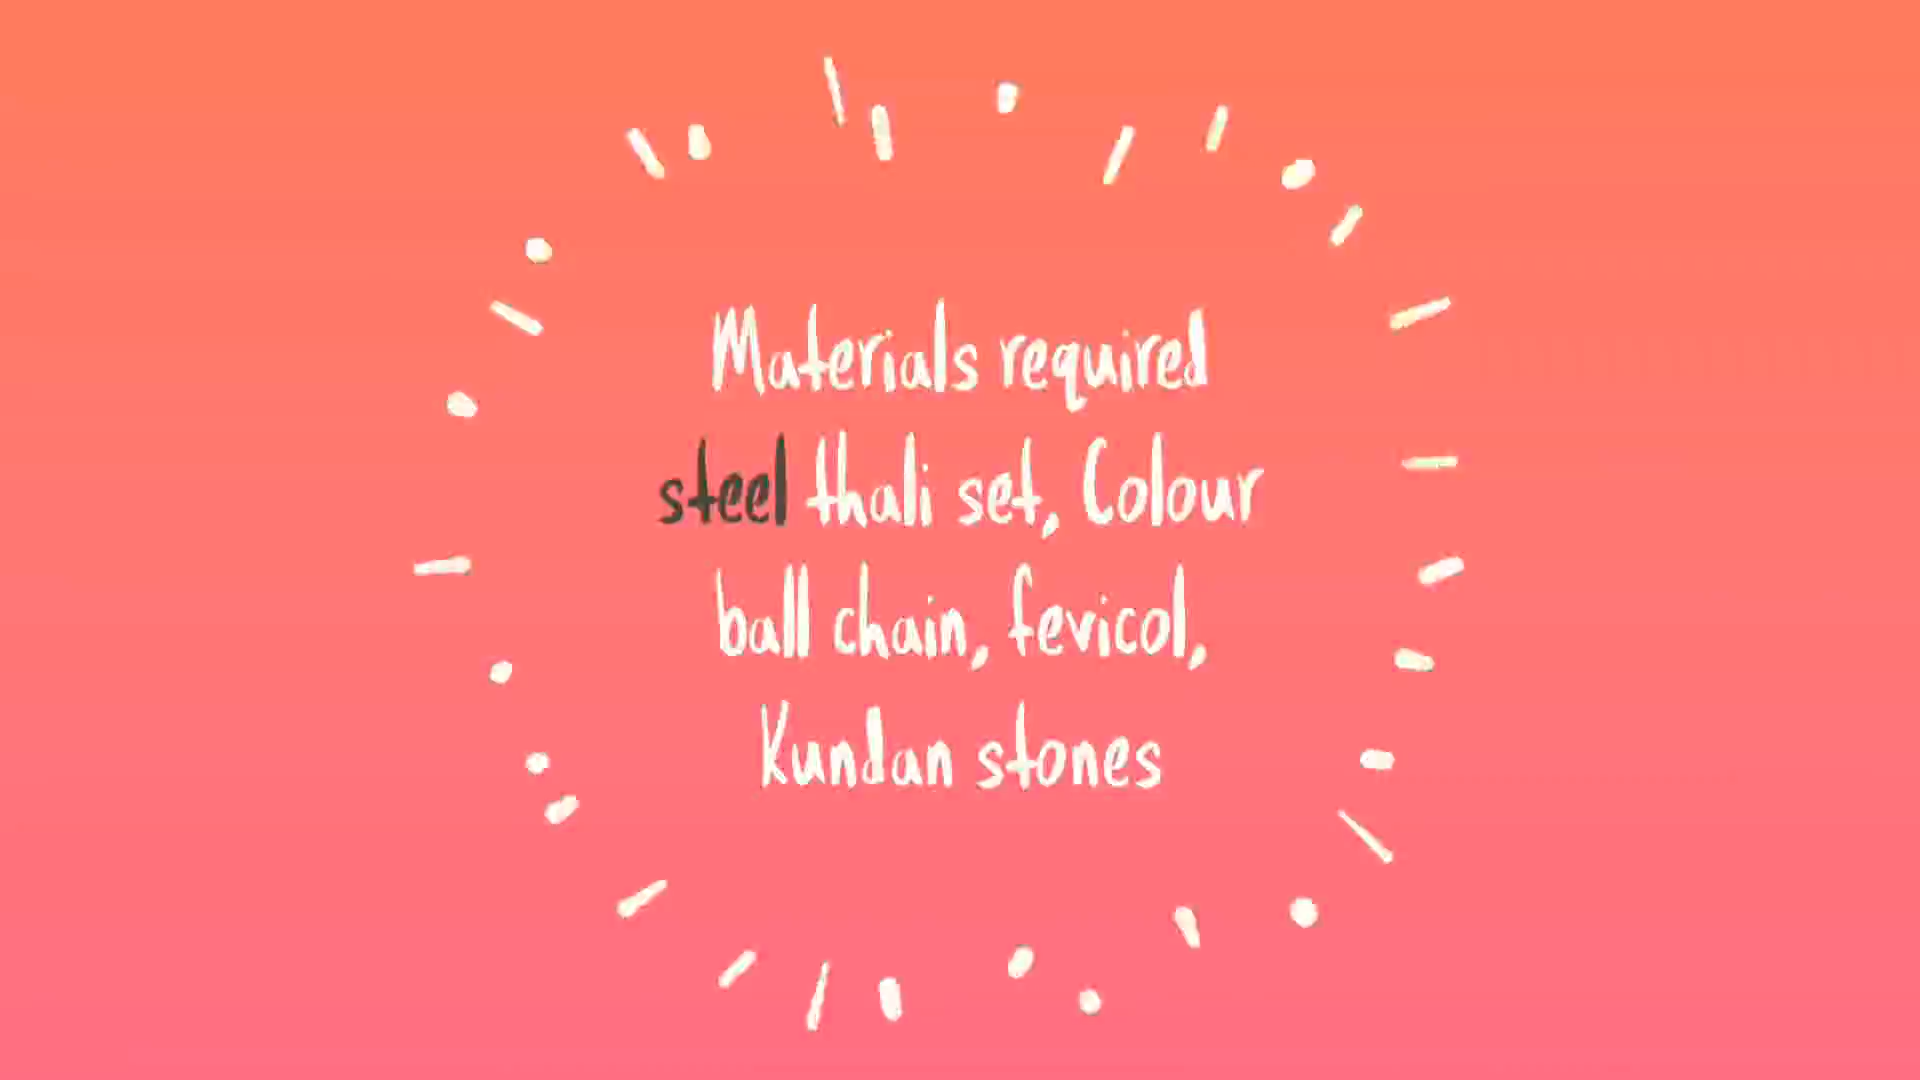 Materials required
steel thali set, Colour
ball chain, fevicol,
Kundan stones